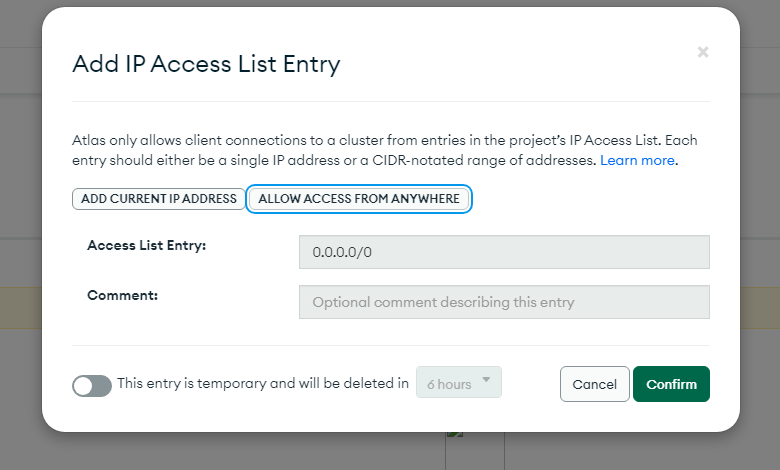 Add IP Access List Entry
×
Atlas only allows client connections to a cluster from entries in the project’s IP Access List. Each
entry should either be a single IP address or a CIDR-notated range of addresses. Learn more.
ADD CURRENT IP ADDRESS ALLOW ACCESS FROM ANYWHERE
Access List Entry: 0.0.0.0/0
Comment: Optional comment describing this entry
This entry is temporary and will be deleted in 6 hours Cancel Confirm